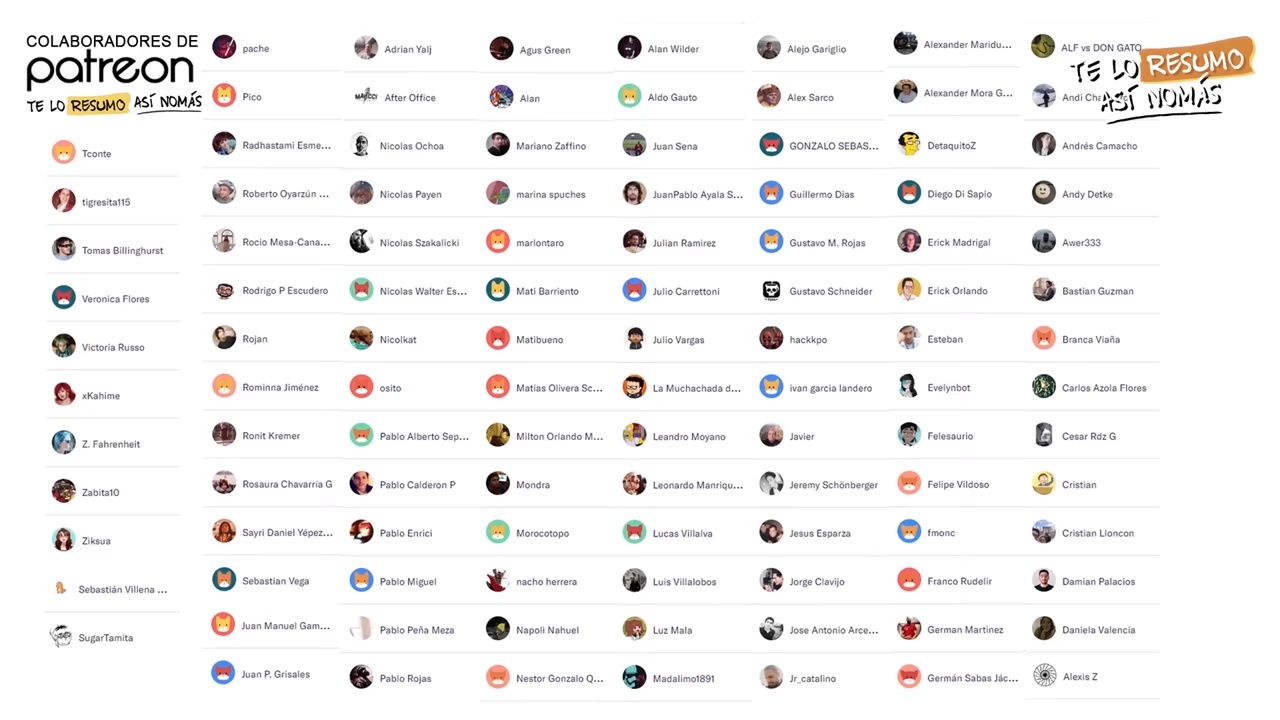 COLABORADORES DE
patreon
TE LO RESUMO ASÍ NOMÁS
Tconte
tigresita115
Tomas Billinghurst
Veronica Flores
Victoria Russo
xKahime
Z. Fahrenheit
Zabita10
Ziksua
Sebastián Villena ...
SugarTamita
pache
Pico
Radhastami Esme...
Roberto Oyarzún ...
Rocio Mesa-Cana...
Rodrigo P Escudero
Rojan
Rominna Jiménez
Ronit Kremer
Rosaura Chavarría G
Sayri Daniel Yépez...
Sebastian Vega
Juan Manuel Gam...
Juan P. Grisales
Adrian Yalj
After Office
Nicolas Ochoa
Nicolas Payen
Nicolas Szakalicki
Nicolas Walter Es...
Nicolkat
osito
Pablo Alberto Sep...
Pablo Calderon P
Pablo Enrici
Pablo Miguel
Pablo Peña Meza
Pablo Rojas
Agus Green
Alan
Mariano Zaffino
marina spuches
marlontaro
Mati Barriento
Matibueno
Matías Olivera Sc...
Milton Orlando M...
Mondra
Morocotopo
nacho herrera
Napoli Nahuel
Nestor Gonzalo Q...
Alan Wilder
Aldo Gauto
Juan Sena
JuanPablo Ayala S...
Julian Ramirez
Julio Carrettoni
Julio Vargas
La Muchachada d...
Leandro Moyano
Leonardo Manriqu...
Lucas Villalva
Luis Villalobos
Luz Mala
Madalimo1891
Alejo Gariglio
Alex Sarco
GONZALO SEBAS...
Guillermo Dias
Gustavo M. Rojas
Gustavo Schneider
hackkpo
ivan garcia landero
Javier
Jeremy Schönberger
Jesus Esparza
Jorge Clavijo
Jose Antonio Arce...
Jr_catalino
Alexander Maridu...
Alexander Mora G...
DetaquitoZ
Diego Di Sapio
Erick Madrigal
Erick Orlando
Esteban
Evelynbot
Felesaurio
Felipe Vildoso
fmonc
Franco Rudelir
German Martinez
Germán Sabas Jác...
ALF vs DON GATO
Andi
Andrés Camacho
Andy Detke
Awer333
Bastian Guzman
Branca Viaña
Carlos Azola Flores
Cesar Rdz G
Cristian
Cristian Lloncon
Damian Palacios
Daniela Valencia
Alexis Z
TE LO RESUMO
ASÍ NOMÁS